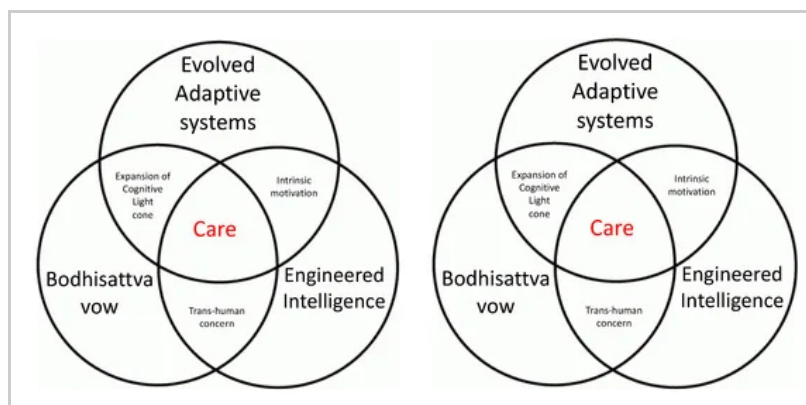 Evolved
Adaptive
systems
Expansion of
Cognitive
Light
cone
Intrinsic
motivation
Care
Bodhisattva
vow
Engineered
Intelligence
Trans-human
concern
Evolved
Adaptive
systems
Expansion of
Cognitive
Light
cone
Intrinsic
motivation
Care
Bodhisattva
vow
Engineered
Intelligence
Trans-human
concern